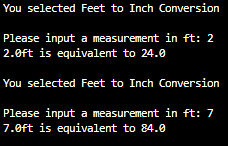 You selected Feet to Inch Conversion
Please input a measurement in ft: 2
2.0ft is equivalent to 24.0
You selected Feet to Inch Conversion
Please input a measurement in ft: 7
7.0ft is equivalent to 84.0